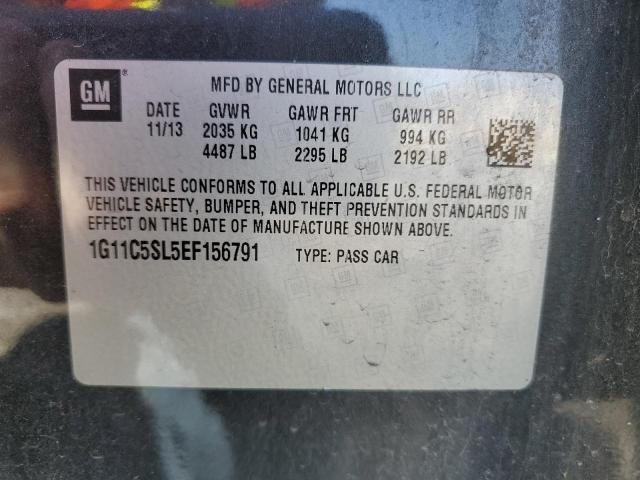 GM
MFD BY GENERAL MOTORS LLC
DATE GVWR GAWR FRT GAWR RR
11/13 2035 KG 1041 KG 994 KG
4487 LB 2295 LB 2192 LB
THIS VEHICLE CONFORMS TO ALL APPLICABLE U.S. FEDERAL MOTOR
VEHICLE SAFETY, BUMPER, AND THEFT PREVENTION STANDARDS IN
EFFECT ON THE DATE OF MANUFACTURE SHOWN ABOVE.
1G11C5SL5EF156791 TYPE: PASS CAR